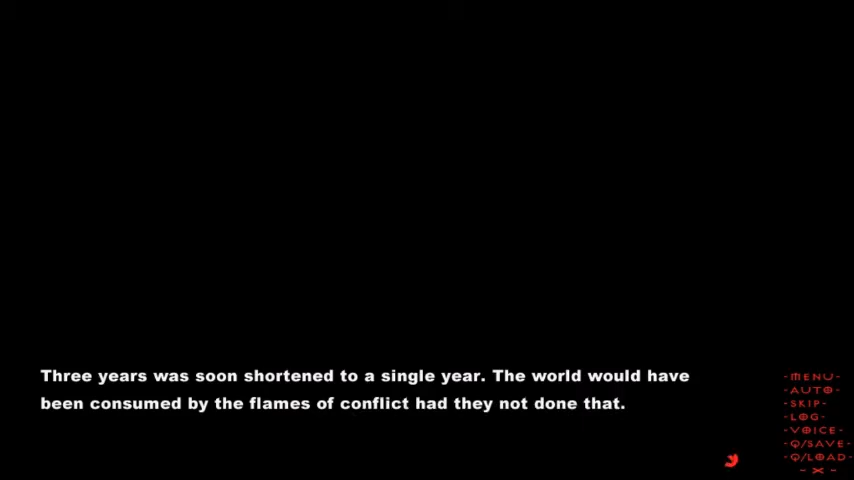 Three years was soon shortened to a single year. The world would have
been consumed by the flames of conflict had they not done that.
-MENU-
-AUTO-
-SKIP-
-LOG-
-VOICE-
-Q/SAVE-
-Q/LOAD-
-X-